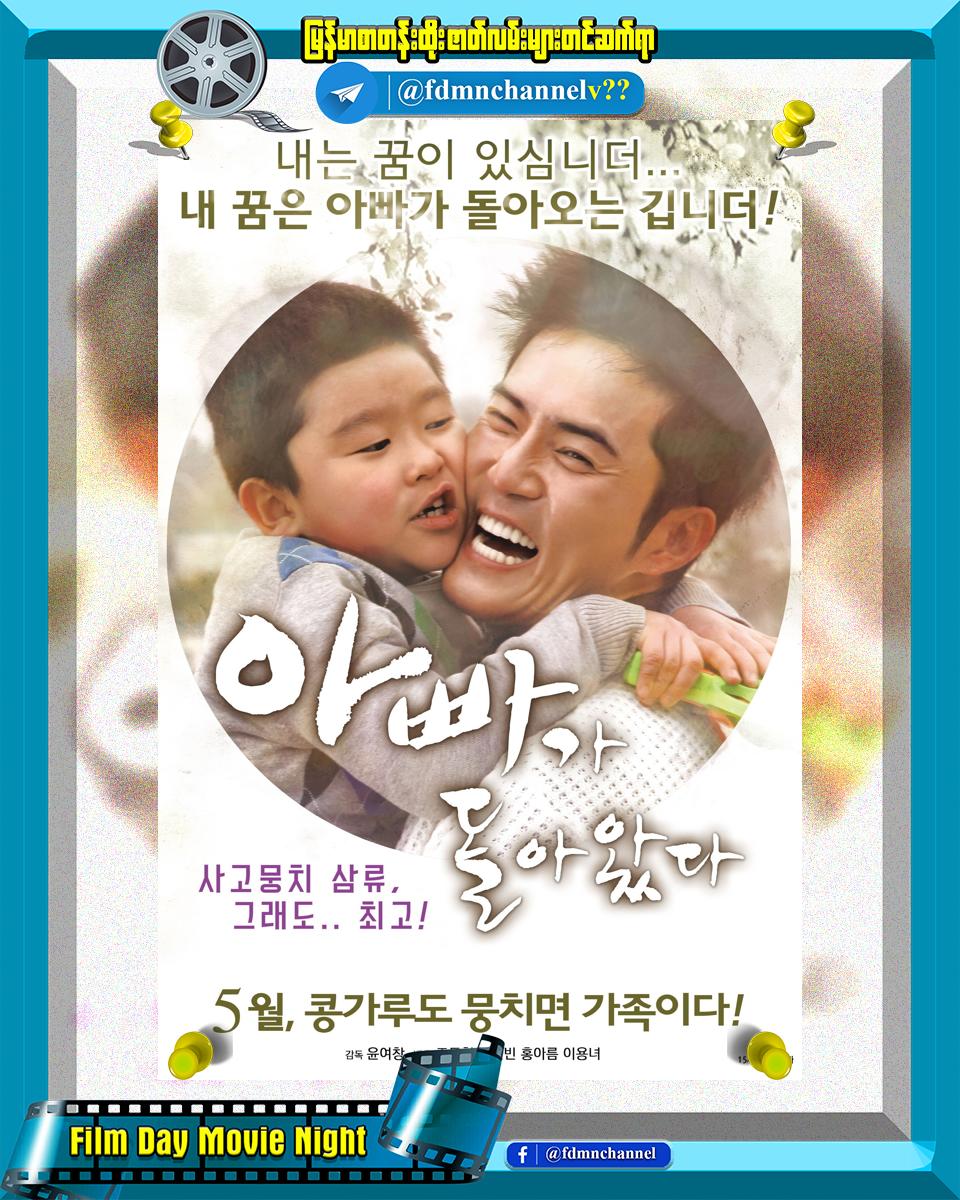 မြန်မာစာတန်းထိုးဇာတ်လမ်းများတင်ဆက်ရာ
@fdmnchannelv??
내는 꿈이 있심니더...
내 꿈은 아빠가 돌아오는 깁니더!
아빠가
돌아왔다
사고뭉치 삼류,
그래도.. 최고!
5월, 콩가루도 뭉치면 가족이다!
감독 윤여창 빈 홍아름 이용녀
Film Day Movie Night
@fdmnchannel